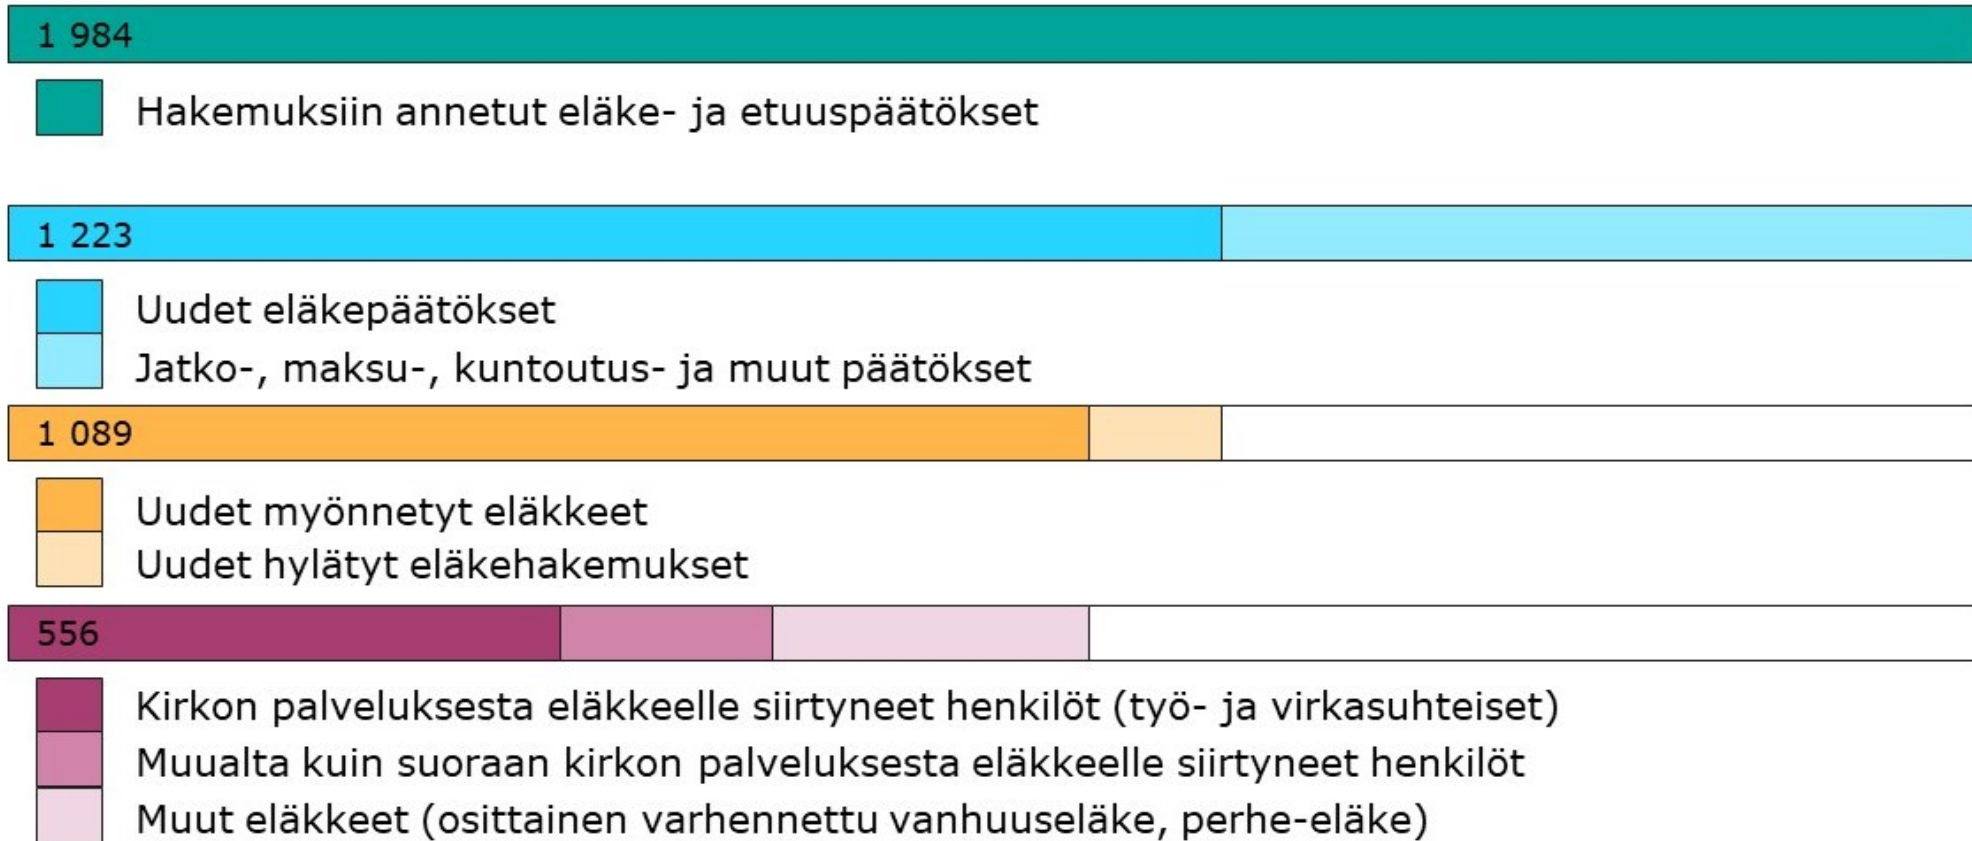 1 984
Hakemuksiin annetut eläke- ja etuuspäätökset
1 223
Uudet eläkepäätökset
Jatko-, maksu-, kuntoutus- ja muut päätökset
1 089
Uudet myönnetyt eläkkeet
Uudet hylätyt eläkehakemukset
556
Kirkon palveluksesta eläkkeelle siirtyneet henkilöt (työ- ja virkasuhteiset)
Muualta kuin suoraan kirkon palveluksesta eläkkeelle siirtyneet henkilöt
Muut eläkkeet (osittainen varhennettu vanhuuseläke, perhe-eläke)